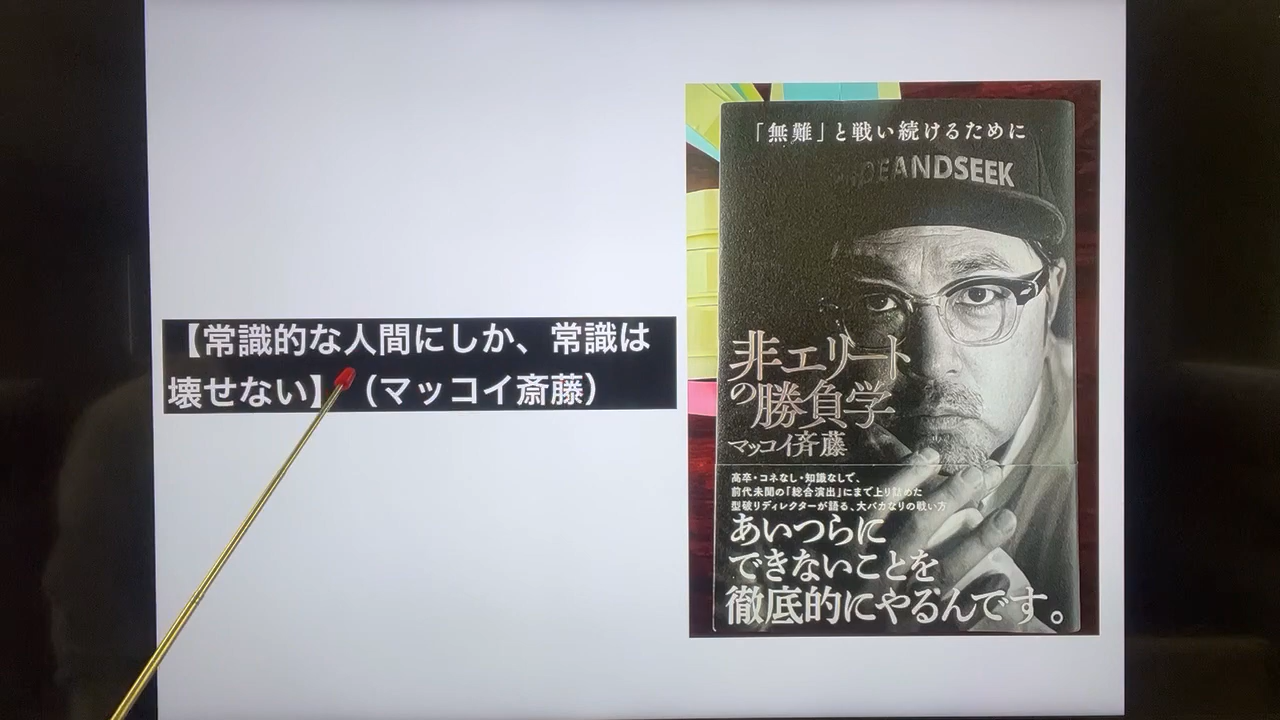 【常識的な人間にしか、常識は
壊せない】（マッコイ斎藤）
「無難」と戦い続けるために
DEANDSEEK
非エリート
の勝負学
マッコイ斉藤
高卒・コネなし・知識なしで、
前代未聞の「総合演出」にまで上り詰めた
型破りディレクターが語る、大バカなりの戦い方
あいつらに
できないことを
徹底的にやるんです。